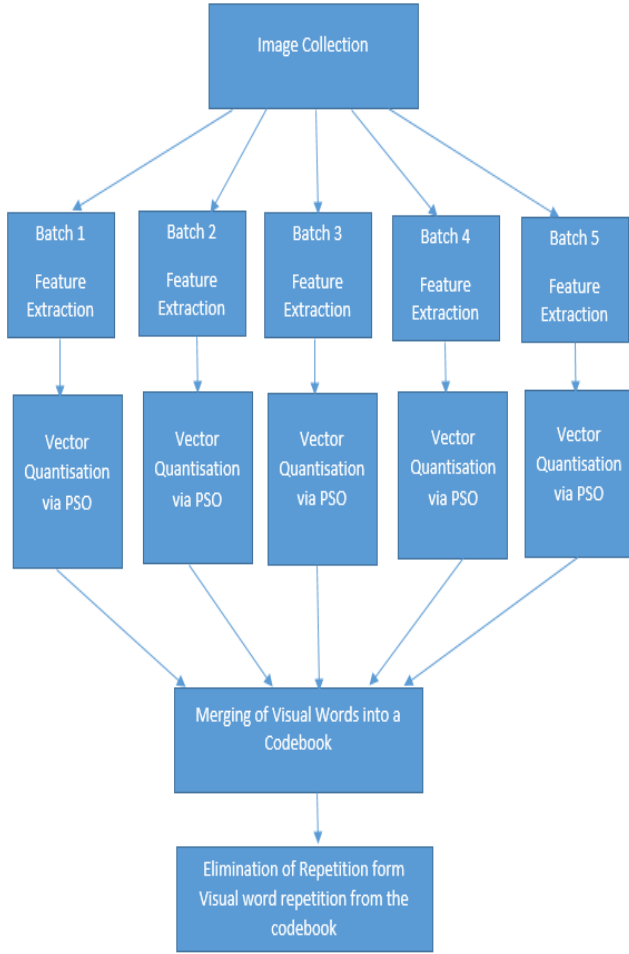 Image Collection
Batch 1
Feature
Extraction
Batch 2
Feature
Extraction
Batch 3
Feature
Extraction
Batch 4
Feature
Extraction
Batch 5
Feature
Extraction
Vector
Quantisation
via PSO
Vector
Quantisation
via PSO
Vector
Quantisation
via PSO
Vector
Quantisation
via PSO
Vector
Quantisation
via PSO
Merging of Visual Words into a
Codebook
Elimination of Repetition form
Visual word repetition from the
codebook